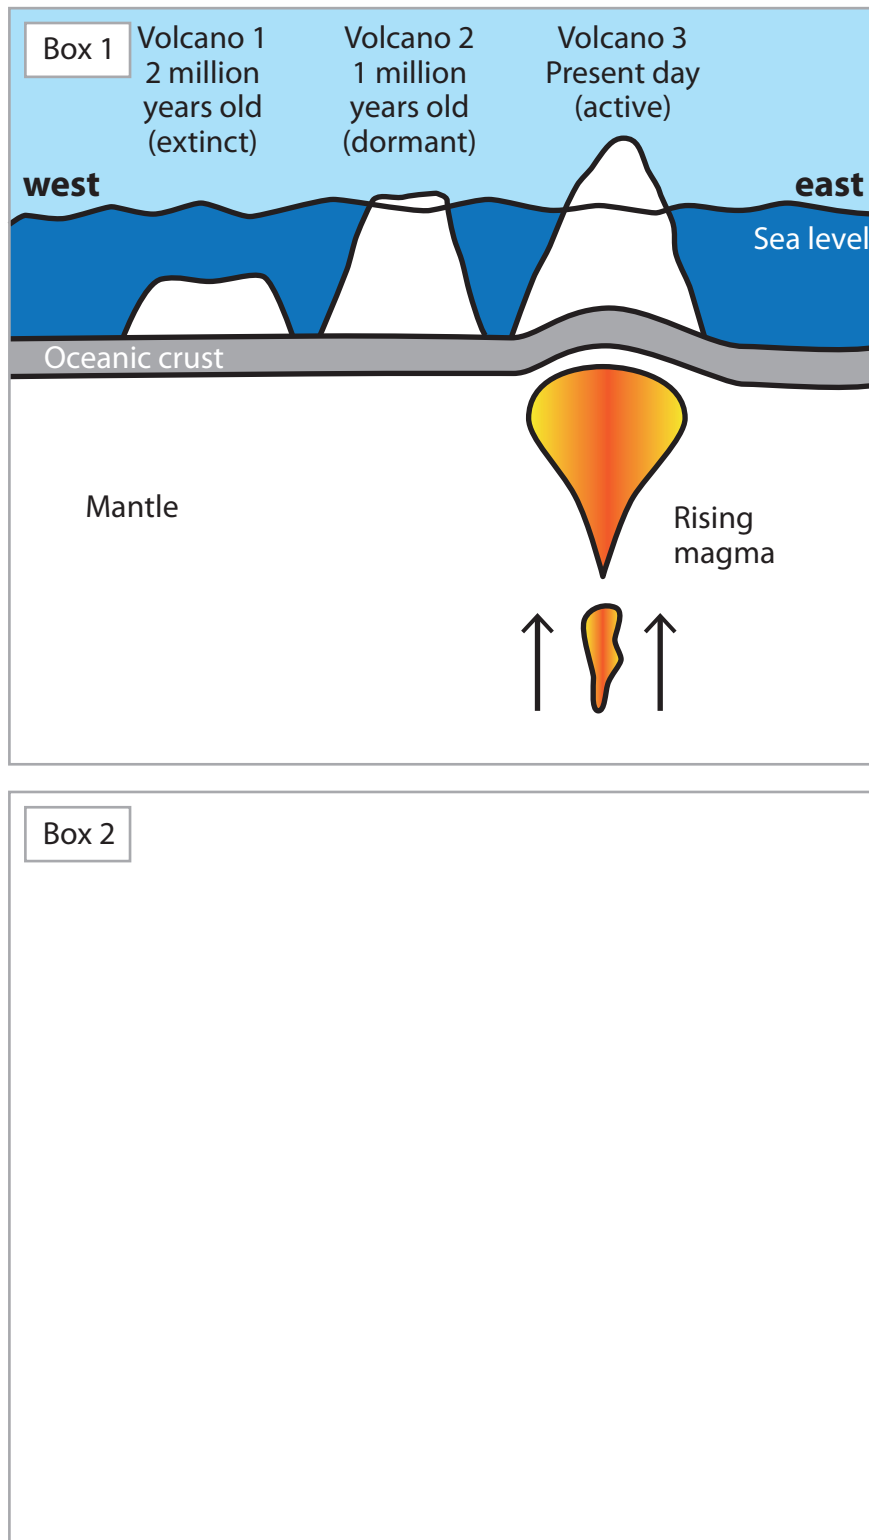 Box 1
Volcano 1
2 million
years old
(extinct)
Volcano 2
1 million
years old
(dormant)
Volcano 3
Present day
(active)
west
east
Sea level
Oceanic crust
Mantle
Rising
magma
Box 2